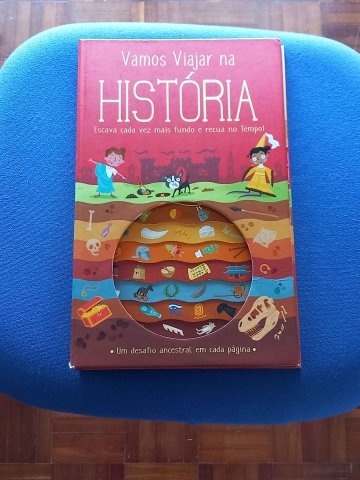 Vamos Viajar na
HISTÓRIA
Escava cada vez mais fundo e recua no Tempo!
• Um desafio ancestral em cada página •